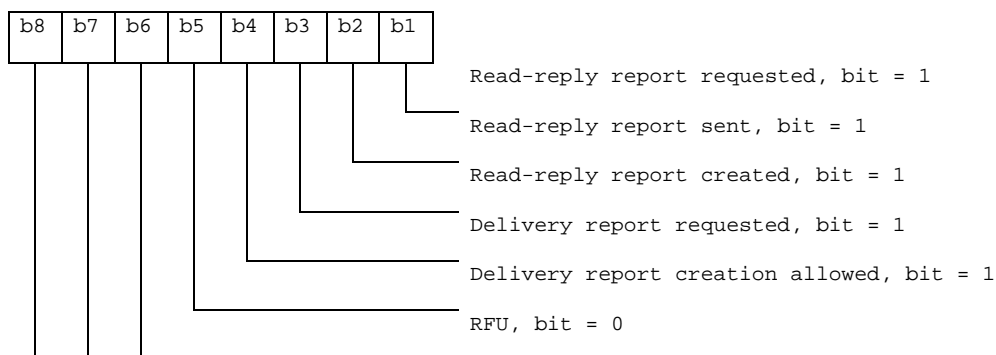 b8 b7 b6 b5 b4 b3 b2 b1
Read-reply report requested, bit = 1
Read-reply report sent, bit = 1
Read-reply report created, bit = 1
Delivery report requested, bit = 1
Delivery report creation allowed, bit = 1
RFU, bit = 0